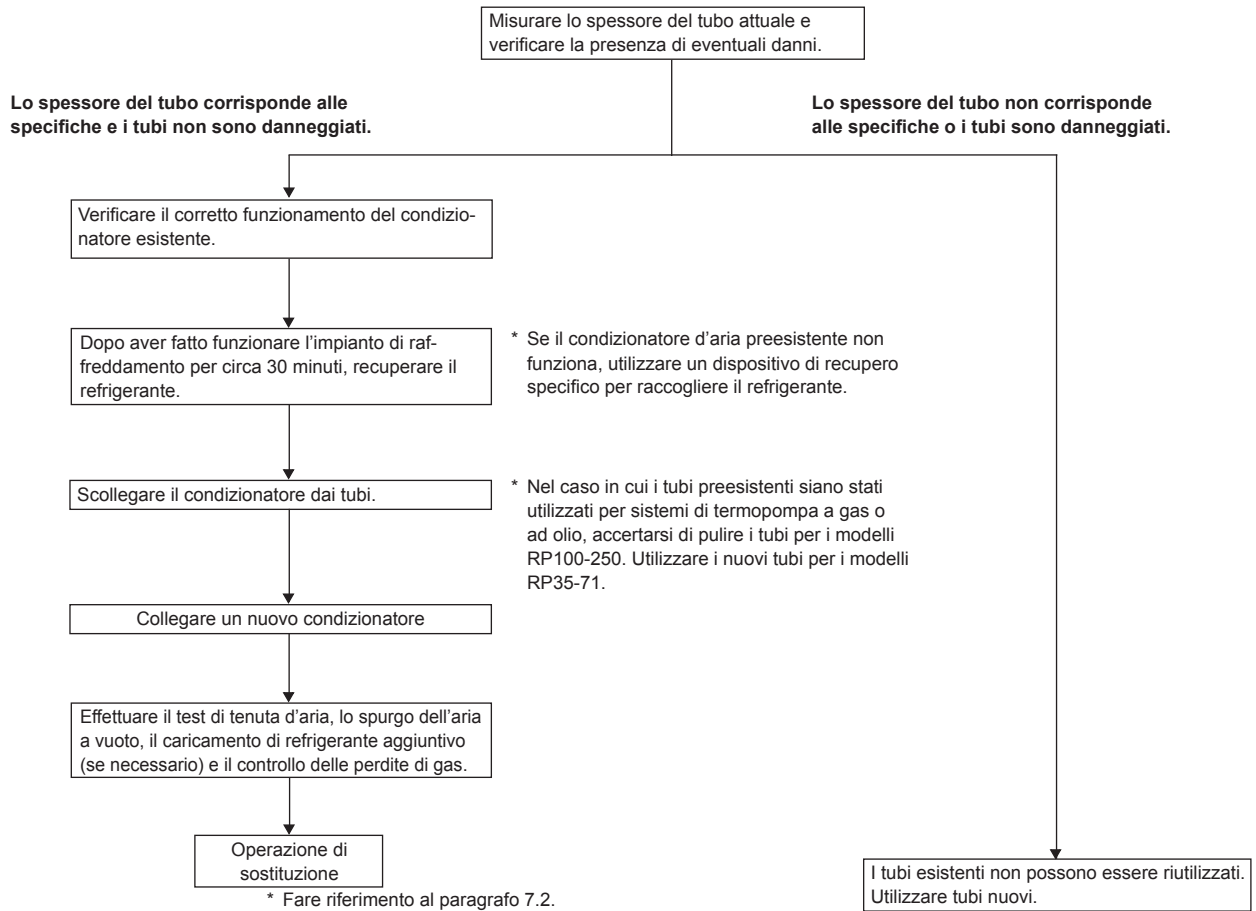 Misurare lo spessore del tubo attuale e
verificare la presenza di eventuali danni.
Lo spessore del tubo corrisponde alle
specifiche e i tubi non sono danneggiati.
Lo spessore del tubo non corrisponde
alle specifiche o i tubi sono danneggiati.
Verificare il corretto funzionamento del condizio-
natore esistente.
Dopo aver fatto funzionare l'impianto di raf-
freddamento per circa 30 minuti, recuperare il
refrigerante.
* Se il condizionatore d'aria preesistente non
funziona, utilizzare un dispositivo di recupero
specifico per raccogliere il refrigerante.
Scollegare il condizionatore dai tubi.
* Nel caso in cui i tubi preesistenti siano stati
utilizzati per sistemi di termopompa a gas o
ad olio, accertarsi di pulire i tubi per i modelli
RP100-250. Utilizzare i nuovi tubi per i modelli
RP35-71.
Collegare un nuovo condizionatore
Effettuare il test di tenuta d'aria, lo spurgo dell'aria
a vuoto, il caricamento di refrigerante aggiuntivo
(se necessario) e il controllo delle perdite di gas.
Operazione di
sostituzione
* Fare riferimento al paragrafo 7.2.
I tubi esistenti non possono essere riutilizzati.
Utilizzare tubi nuovi.